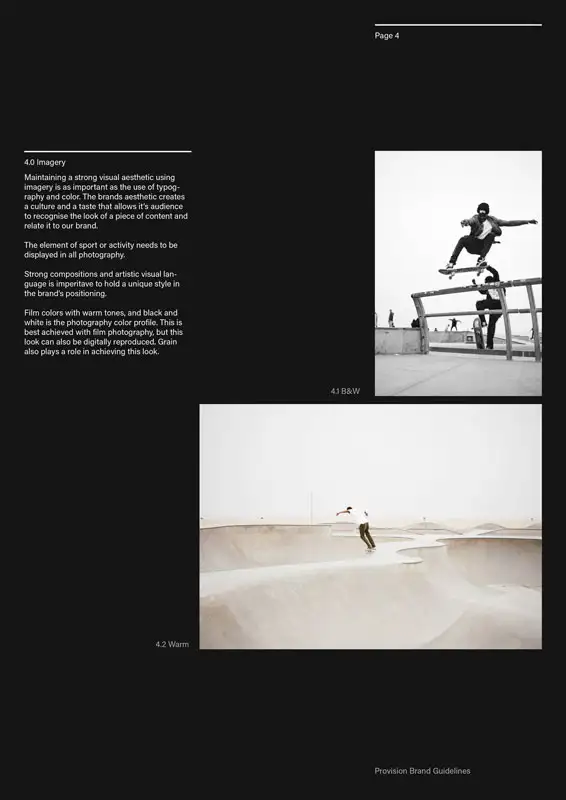 Page 4
4.0 Imagery
Maintaining a strong visual aesthetic using
imagery is as important as the use of typog-
raphy and color. The brands aesthetic creates
a culture and a taste that allows it's audience
to recognise the look of a piece of content and
relate it to our brand.
The element of sport or activity needs to be
displayed in all photography.
Strong compositions and artistic visual lan-
guage is imperitave to hold a unique style in
the brand's positioning.
Film colors with warm tones, and black and
white is the photography color profile. This is
best achieved with film photography, but this
look can also be digitally reproduced. Grain
also plays a role in achieving this look.
4.1 B&W
4.2 Warm
Provision Brand Guidelines